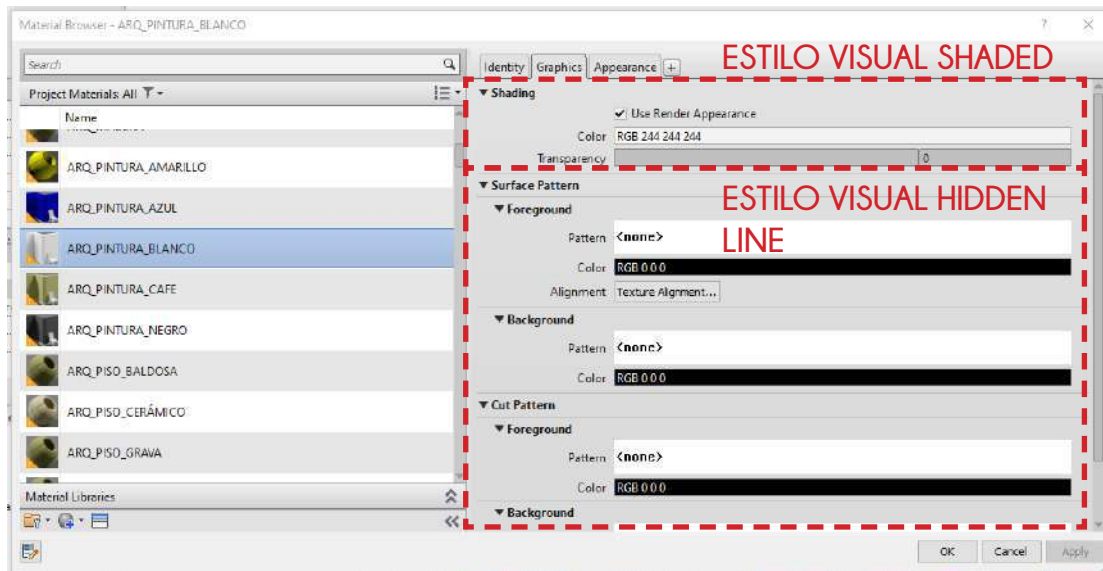 Material Browser - ARQ_PINTURA_BLANCO
?
Search
Project Materials: All
Name
ARQ_PINTURA_AMARILLO
ARQ_PINTURA_AZUL
ARQ_PINTURA_BLANCO
ARQ_PINTURA_CAFE
ARQ_PINTURA_NEGRO
ARQ_PISO_BALDOSA
ARQ_PISO_CERÁMICO
ARQ_PISO_GRAVA
Material Libraries
Identity Graphics Appearance +
ESTILO VISUAL SHADED
Shading
Use Render Appearance
Color RGB 244 244 244
Transparency 0
Surface Pattern
ESTILO VISUAL HIDDEN
LINE
Foreground
Pattern <none>
Color RGB 0 0 0
Alignment Texture Alignment...
Background
Pattern <none>
Color RGB 0 0 0
Cut Pattern
Foreground
Pattern <none>
Color RGB 0 0 0
Background
OK Cancel Apply